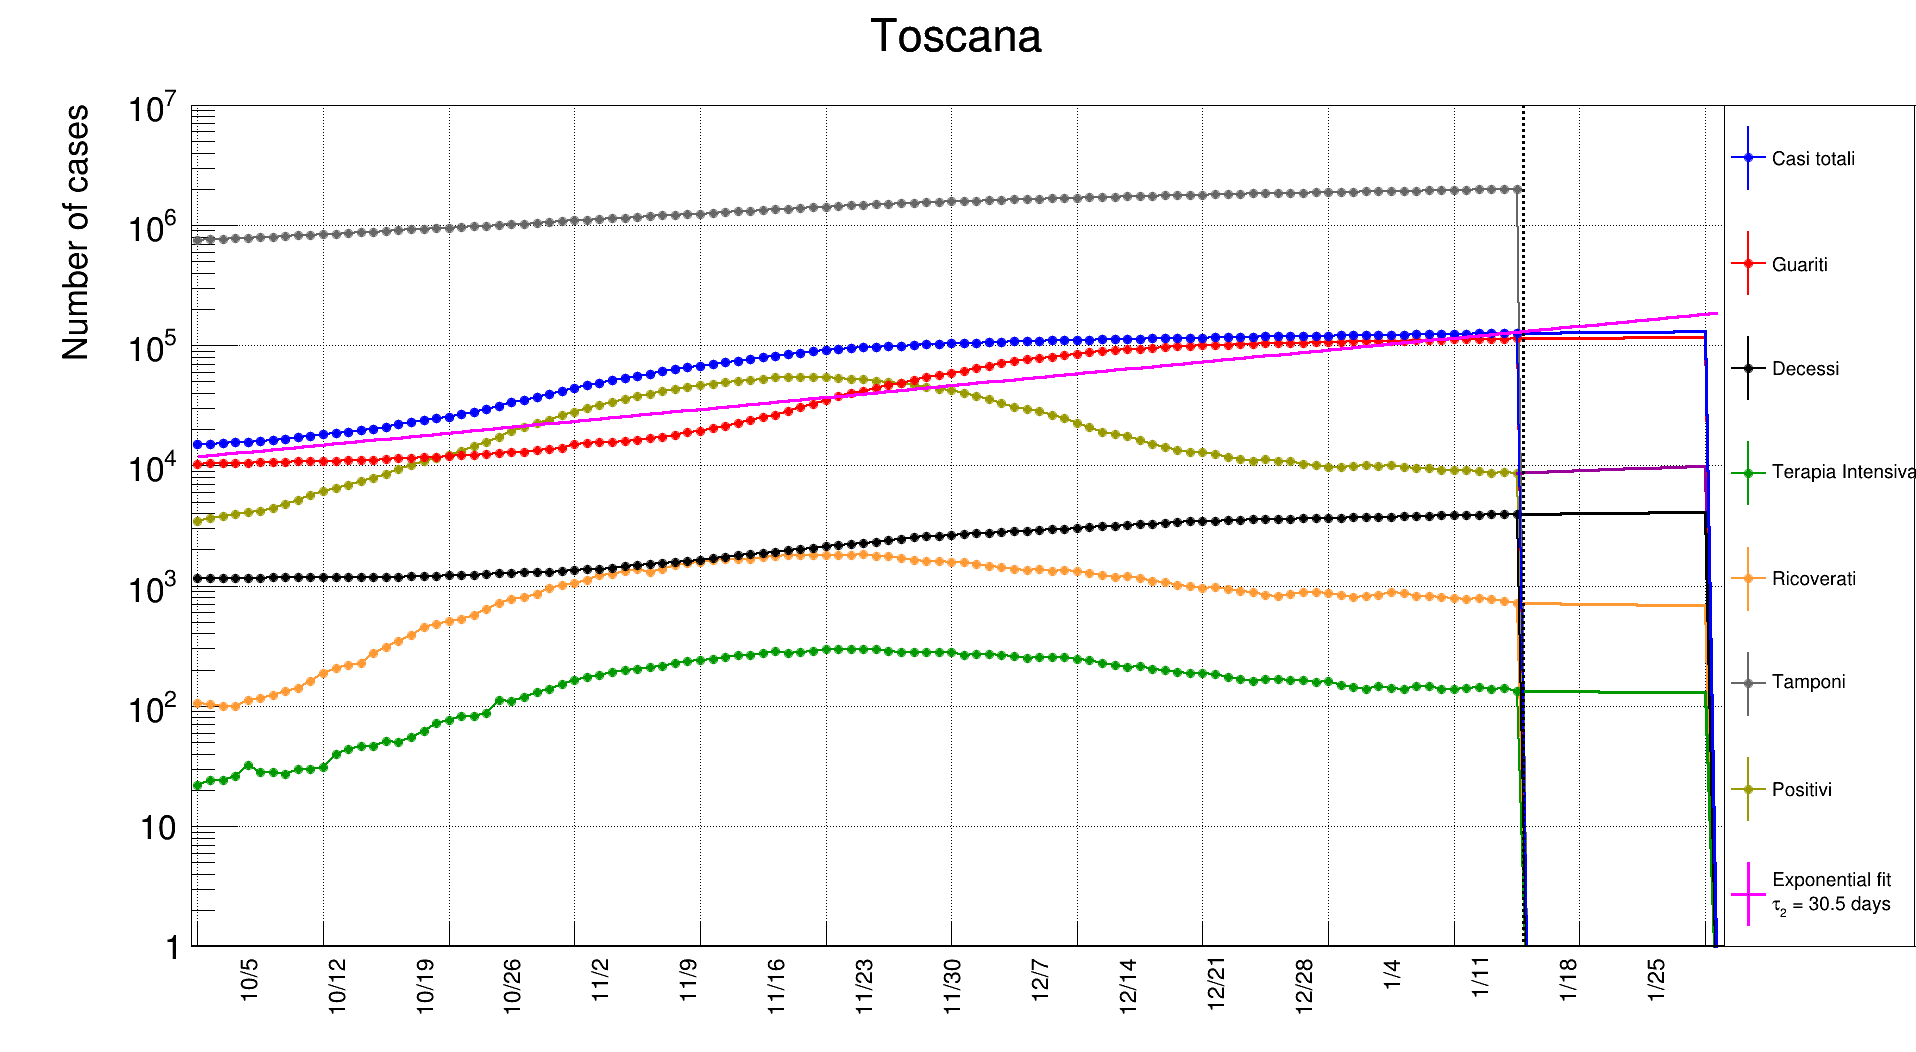 Toscana
Number of cases
10^7
10^6
10^5
10^4
10^3
10^2
10
1
10/5
10/12
10/19
10/26
11/2
11/9
11/16
11/23
11/30
12/7
12/14
12/21
12/28
1/4
1/11
1/18
1/25
Casi totali
Guariti
Decessi
Terapia Intensiva
Ricoverati
Tamponi
Positivi
Exponential fit
τ₂ = 30.5 days